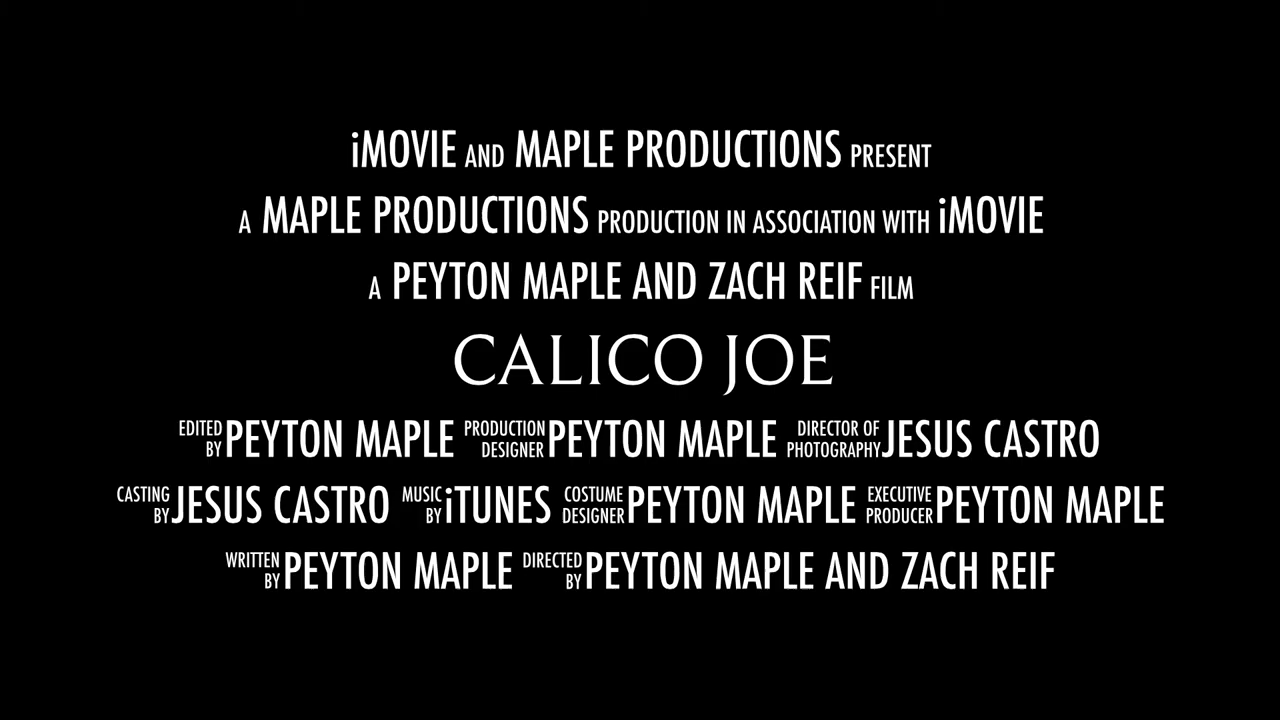 iMOVIE AND MAPLE PRODUCTIONS PRESENT
A MAPLE PRODUCTIONS PRODUCTION IN ASSOCIATION WITH iMOVIE
A PEYTON MAPLE AND ZACH REIF FILM
CALICO JOE
EDITED BY PEYTON MAPLE PRODUCTION DESIGNER PEYTON MAPLE DIRECTOR OF PHOTOGRAPHY JESUS CASTRO
CASTING BY JESUS CASTRO MUSIC BY iTUNES COSTUME DESIGNER PEYTON MAPLE EXECUTIVE PRODUCER PEYTON MAPLE
WRITTEN BY PEYTON MAPLE DIRECTED BY PEYTON MAPLE AND ZACH REIF